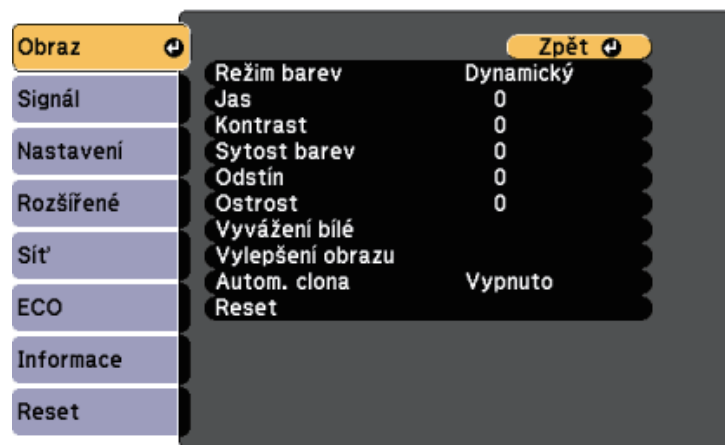 Obraz
Signál
Nastavení
Rozšířené
Síť
ECO
Informace
Reset
Zpět
Režim barev Dynamický
Jas 0
Kontrast 0
Sytost barev 0
Odstín 0
Ostrost 0
Vyvážení bílé
Vylepšení obrazu
Autom. clona Vypnuto
Reset